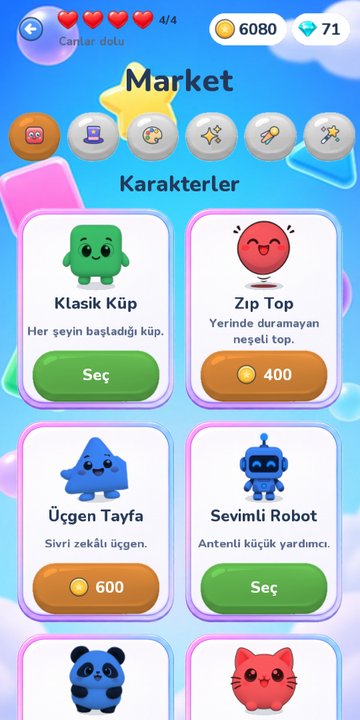 4/4
Canlar dolu
6080
71
Market
Karakterler
Klasik Küp
Her şeyin başladığı küp.
Seç
Zıp Top
Yerinde duramayan
neşeli top.
400
Üçgen Tayfa
Sivri zekâlı üçgen.
600
Sevimli Robot
Antenli küçük yardımcı.
Seç